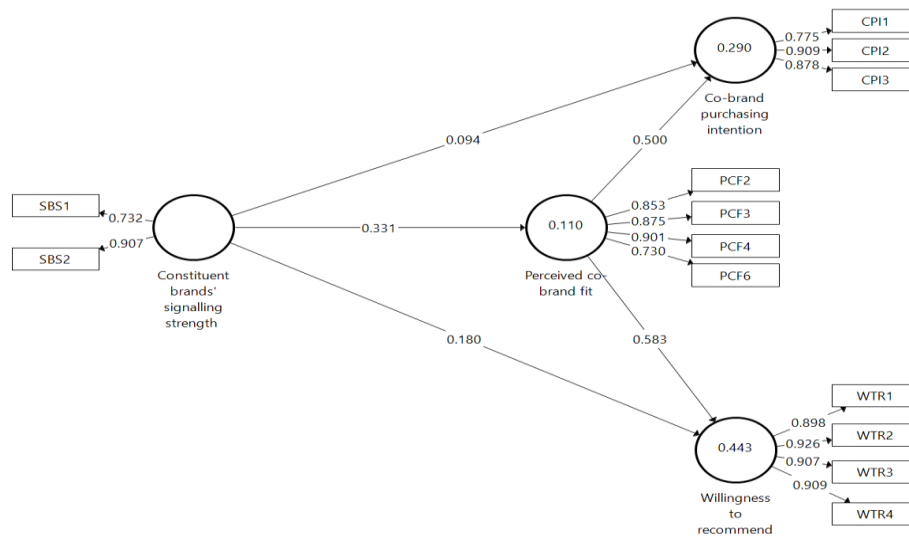 CPI1
0.775
0.290
0.909
CPI2
0.878
CPI3
Co-brand
purchasing
intention
0.094
0.500
PCF2
0.853
SBS1
0.732
0.875
PCF3
0.331
0.110
0.901
PCF4
SBS2
0.907
0.730
PCF6
Constituent
brands'
signalling
strength
Perceived co-
brand fit
0.180
0.583
WTR1
0.898
0.926
WTR2
0.443
0.907
WTR3
0.909
WTR4
Willingness
to
recommend